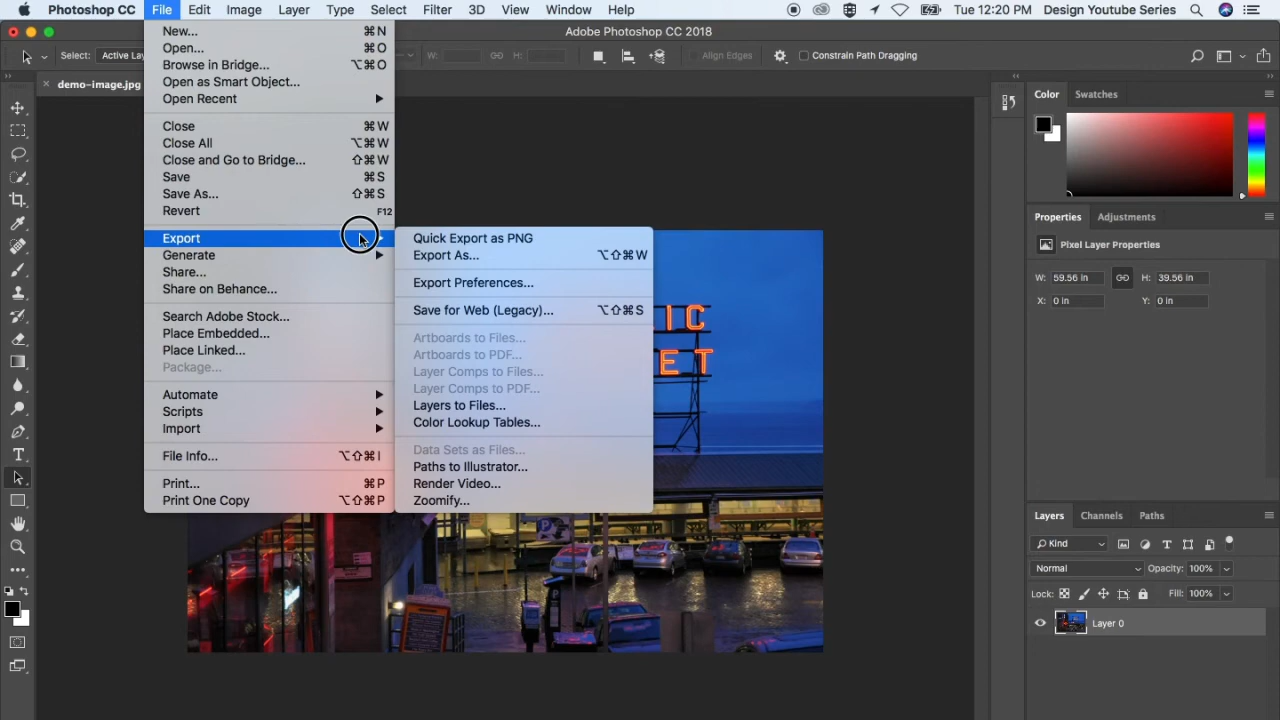 Photoshop CC File Edit Image Layer Type Select Filter 3D View Window Help Tue 12:20 PM Design Youtube Series
Adobe Photoshop CC 2018
Select: Active Lay W: H: Align Edges Constrain Path Dragging
demo-image.jpg
New... ⌘N
Open... ⌘O
Browse in Bridge... ⌥⌘O
Open as Smart Object...
Open Recent
Close ⌘W
Close All ⌥⌘W
Close and Go to Bridge... ⇧⌘W
Save ⌘S
Save As... ⇧⌘S
Revert F12
Export
Generate
Share...
Share on Behance...
Search Adobe Stock...
Place Embedded...
Place Linked...
Package...
Automate
Scripts
Import
File Info... ⌥⇧⌘I
Print... ⌘P
Print One Copy ⌥⇧⌘P
Quick Export as PNG
Export As... ⌥⇧⌘W
Export Preferences...
Save for Web (Legacy)... ⌥⇧⌘S
Artboards to Files...
Artboards to PDF...
Layer Comps to Files...
Layer Comps to PDF...
Layers to Files...
Color Lookup Tables...
Data Sets as Files...
Paths to Illustrator...
Render Video...
Zoomify...
IC
ET
Color Swatches
Properties Adjustments
Pixel Layer Properties
W: 59.56 in H: 39.56 in
X: 0 in Y: 0 in
Layers Channels Paths
Kind
Normal Opacity: 100%
Lock: Fill: 100%
Layer 0